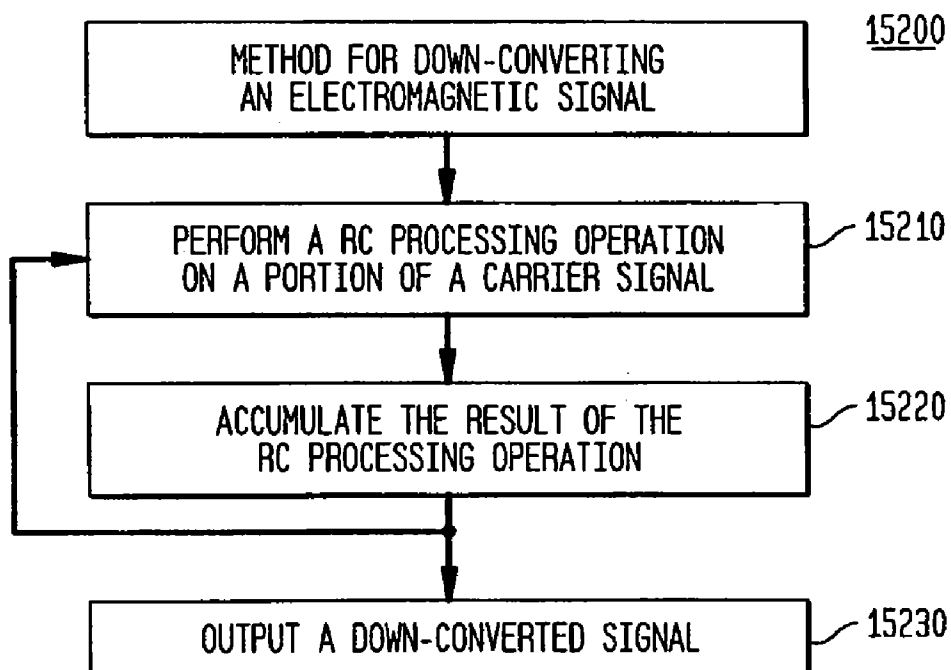 15200
METHOD FOR DOWN-CONVERTING
AN ELECTROMAGNETIC SIGNAL
PERFORM A RC PROCESSING OPERATION
ON A PORTION OF A CARRIER SIGNAL
15210
ACCUMULATE THE RESULT OF THE
RC PROCESSING OPERATION
15220
OUTPUT A DOWN-CONVERTED SIGNAL
15230